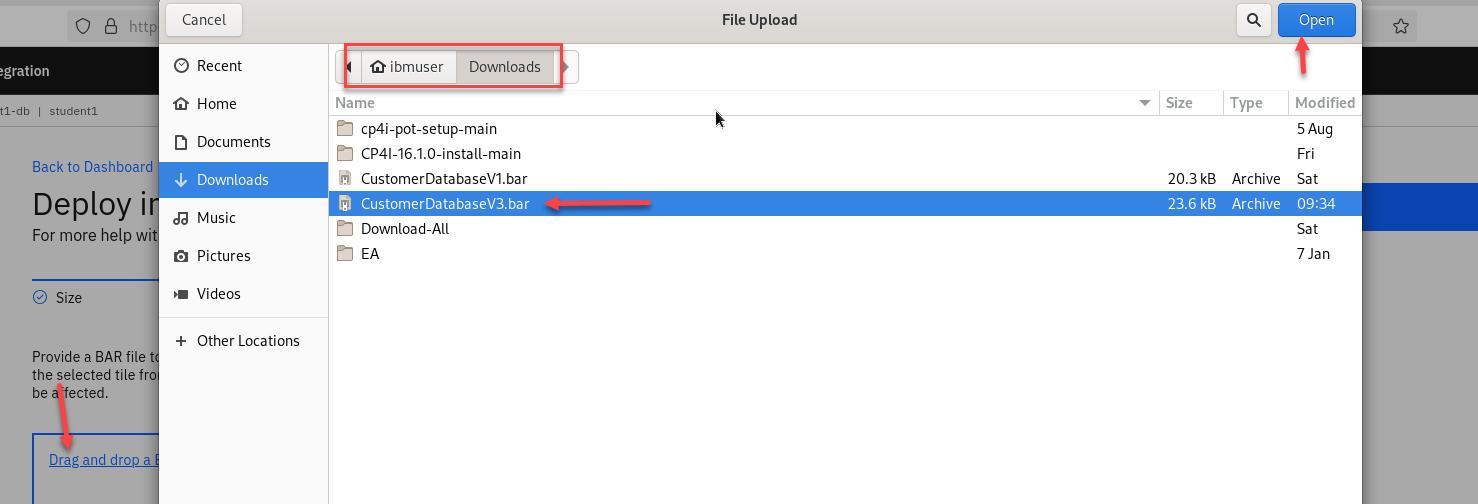 Cancel
File Upload
Open
http
egration
t1-db | student1
Back to Dashboard
Deploy in
For more help wit
Size
Provide a BAR file to
the selected tile fro
be affected.
Drag and drop a
Recent
Home
Documents
Downloads
Music
Pictures
Videos
Other Locations
ibmuser Downloads
Name Size Type Modified
cp4i-pot-setup-main 5 Aug
CP4I-16.1.0-install-main Fri
CustomerDatabaseV1.bar 20.3 kB Archive Sat
CustomerDatabaseV3.bar 23.6 kB Archive 09:34
Download-All Sat
EA 7 Jan